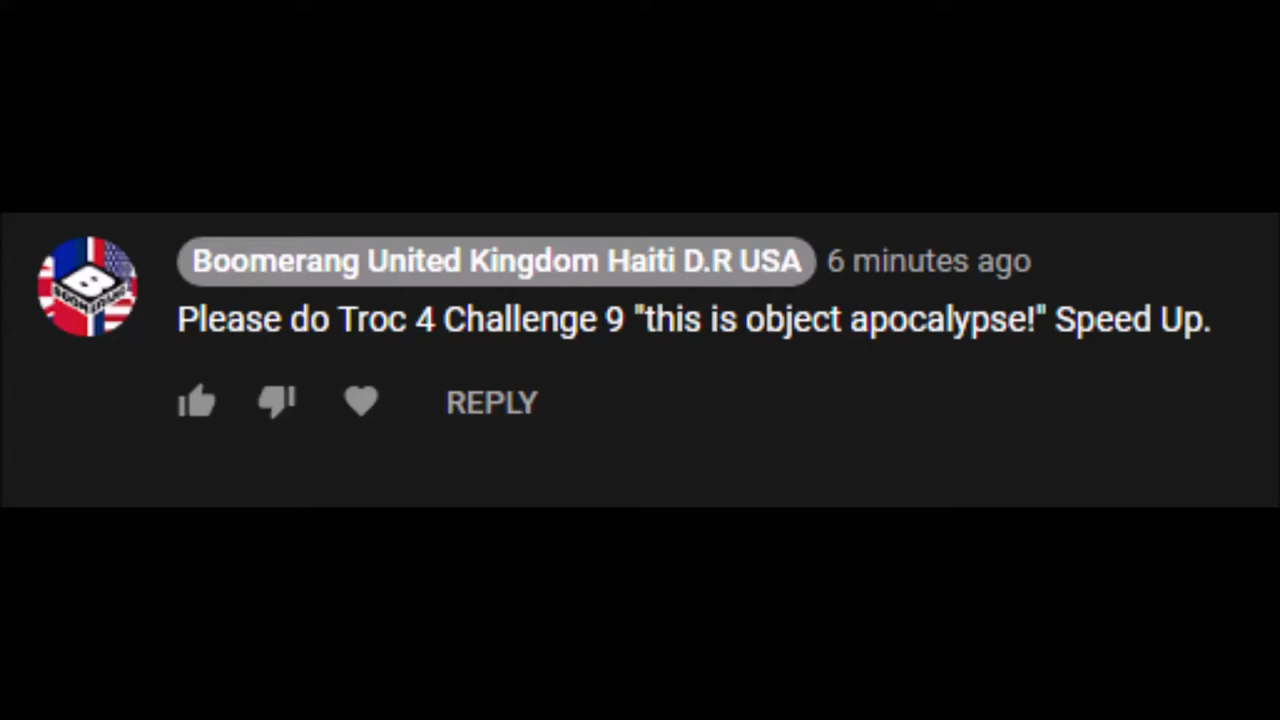 Boomerang United Kingdom Haiti D.R USA 6 minutes ago
B
BOOMERANG
Please do Troc 4 Challenge 9 "this is object apocalypse!" Speed Up.
REPLY